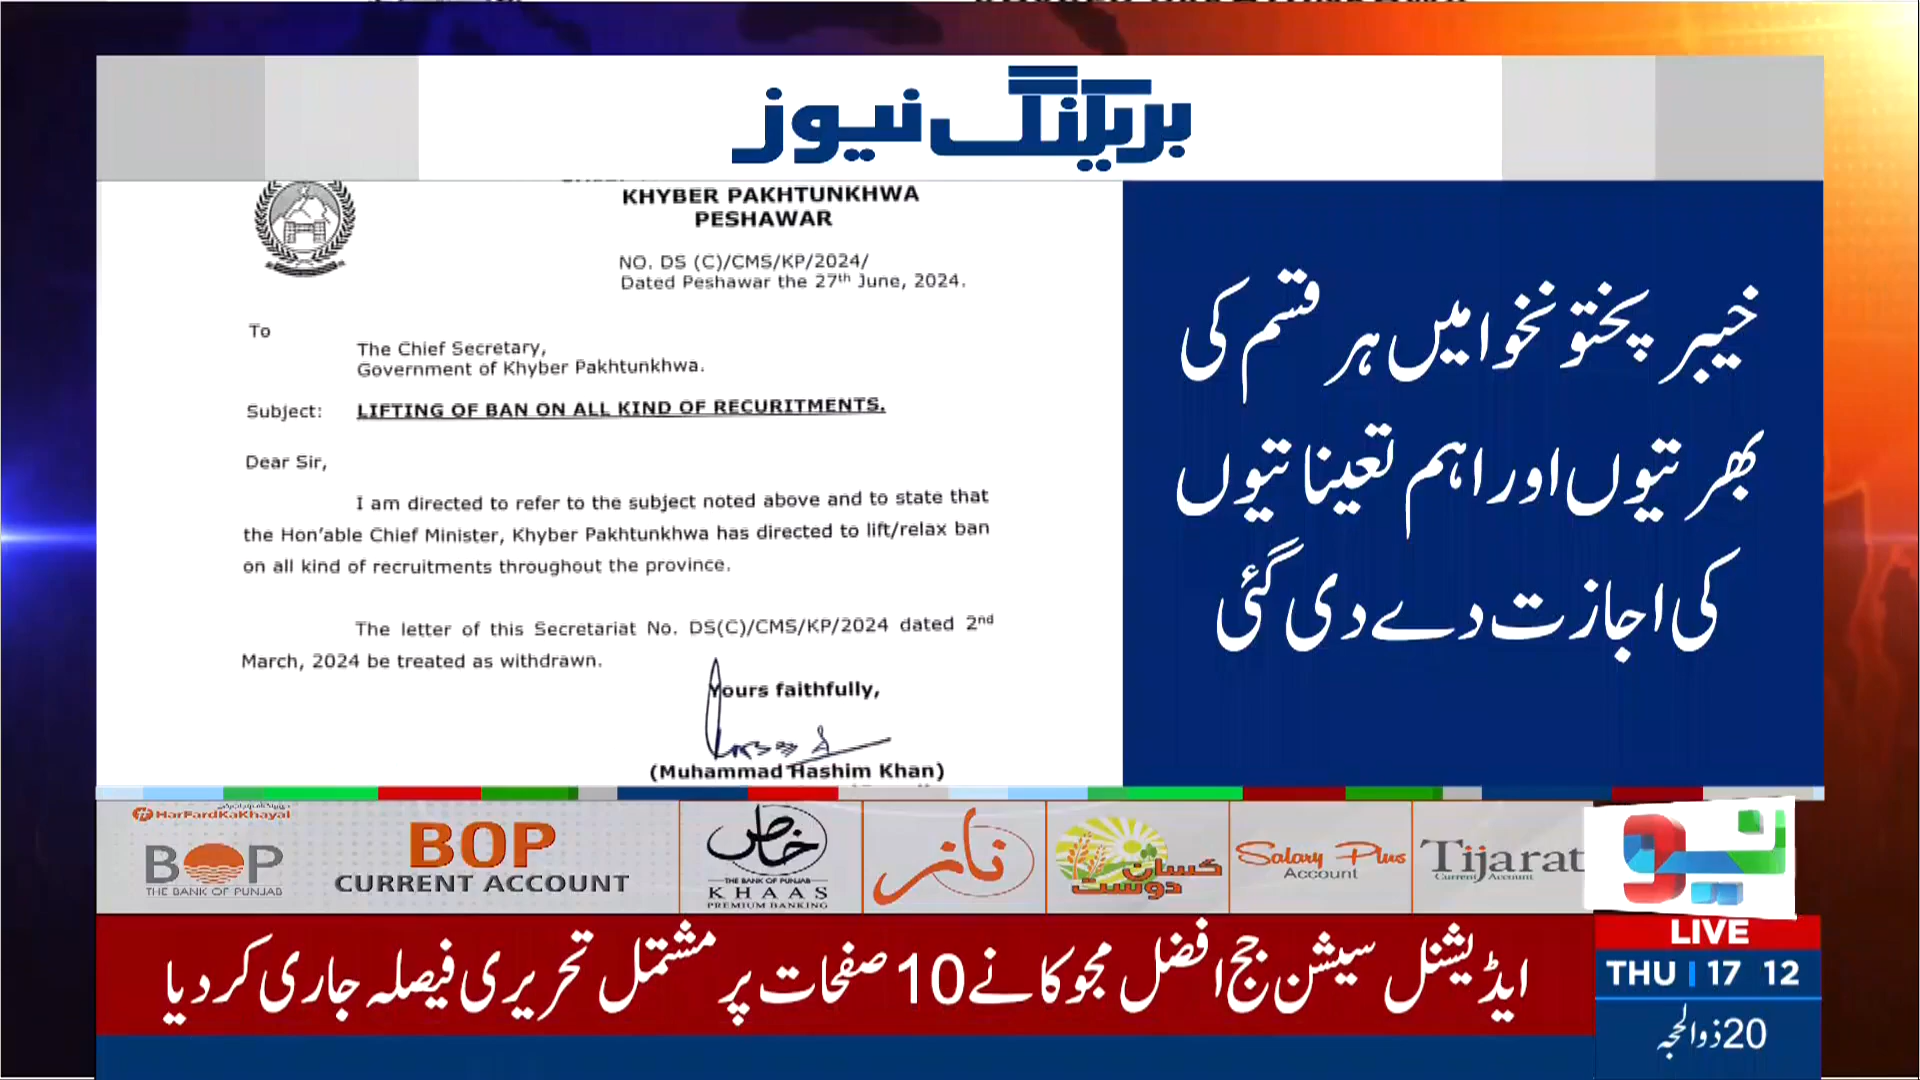 بریکنگ نیوز
KHYBER PAKHTUNKHWA
PESHAWAR
NO. DS (C)/CMS/KP/2024/
Dated Peshawar the 27th June, 2024.
To
The Chief Secretary,
Government of Khyber Pakhtunkhwa.
Subject: LIFTING OF BAN ON ALL KIND OF RECURITMENTS.
Dear Sir,
I am directed to refer to the subject noted above and to state that
the Hon'able Chief Minister, Khyber Pakhtunkhwa has directed to lift/relax ban
on all kind of recruitments throughout the province.
The letter of this Secretariat No. DS(C)/CMS/KP/2024 dated 2nd
March, 2024 be treated as withdrawn.
Yours faithfully,
(Muhammad Hashim Khan)
خیبر پختونخوا میں ہر قسم کی
بھرتیوں اور اہم تعیناتیوں
کی اجازت دے دی گئی
HarFardKaKhayal
BOP
THE BANK OF PUNJAB
BOP
CURRENT ACCOUNT
خاص
THE BANK OF PUNJAB
KHAAS
PREMIUM BANKING
ناز
کسان
دوست
Salary Plus
Account
Tijarat
Current Account
نیو
LIVE
THU 17 12
20 ذوالحجہ
ایڈیشنل سیشن جج افضل مجوکا نے 10 صفحات پر مشتمل تحریری فیصلہ جاری کر دیا